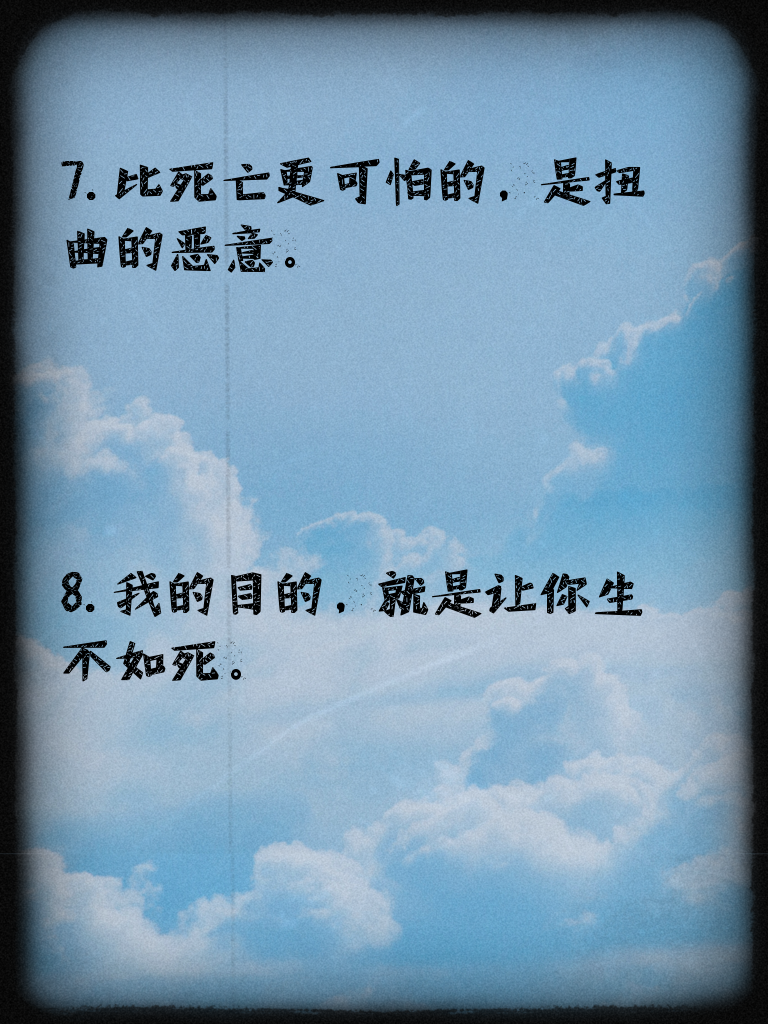 7. 比死亡更可怕的，是扭
曲的恶意。
8. 我的目的，就是让你生
不如死。